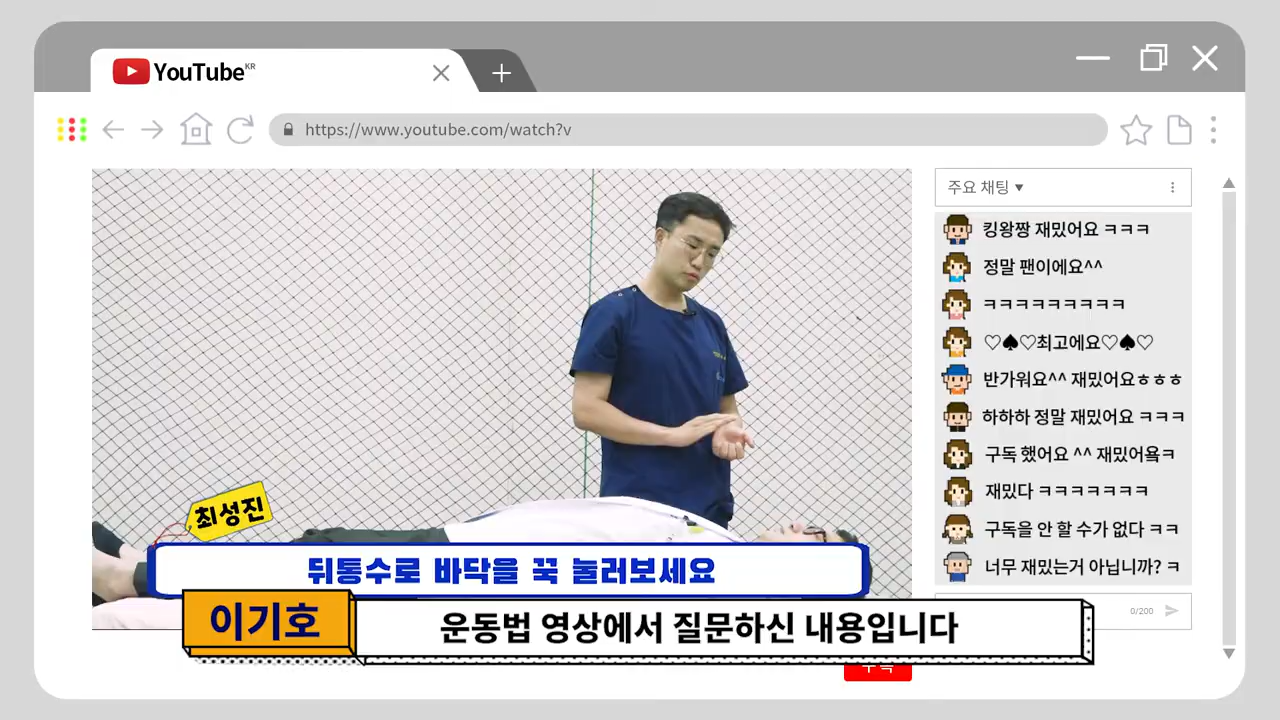 YouTube KR
https://www.youtube.com/watch?v
주요 채팅 ▼
킹왕짱 재밌어요 ㅋㅋㅋ
정말 팬이에요^^
ㅋㅋㅋㅋㅋㅋㅋㅋㅋ
♡♠♡최고에요♡♠♡
반가워요^^ 재밌어요ㅎㅎㅎ
하하하 정말 재밌어요 ㅋㅋㅋ
구독 했어요 ^^ 재밌어욬ㅋ
재밌다 ㅋㅋㅋㅋㅋㅋㅋ
구독을 안 할 수가 없다 ㅋㅋ
너무 재밌는거 아닙니까? ㅋ
0/200
최성진
뒤통수로 바닥을 꾹 눌러보세요
이기호
운동법 영상에서 질문하신 내용입니다